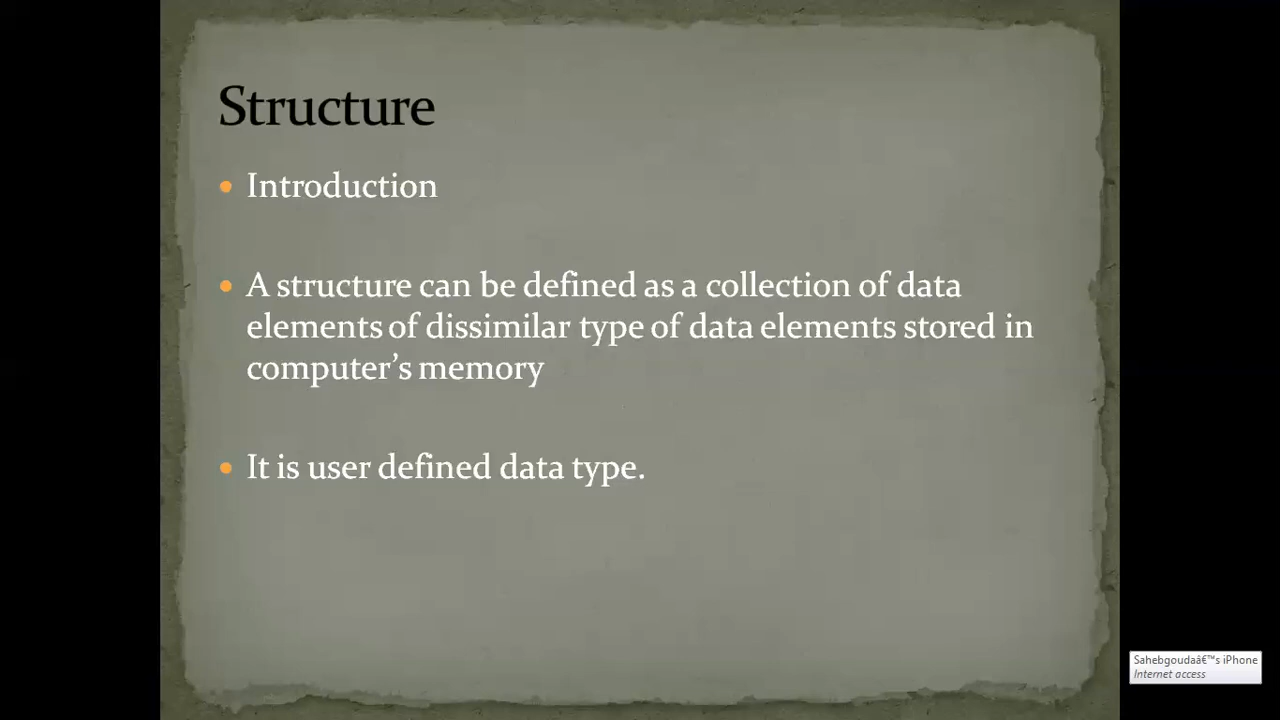 Structure
• Introduction
• A structure can be defined as a collection of data
elements of dissimilar type of data elements stored in
computer’s memory
• It is user defined data type.
Sahebgoudaâ€™s iPhone
Internet access